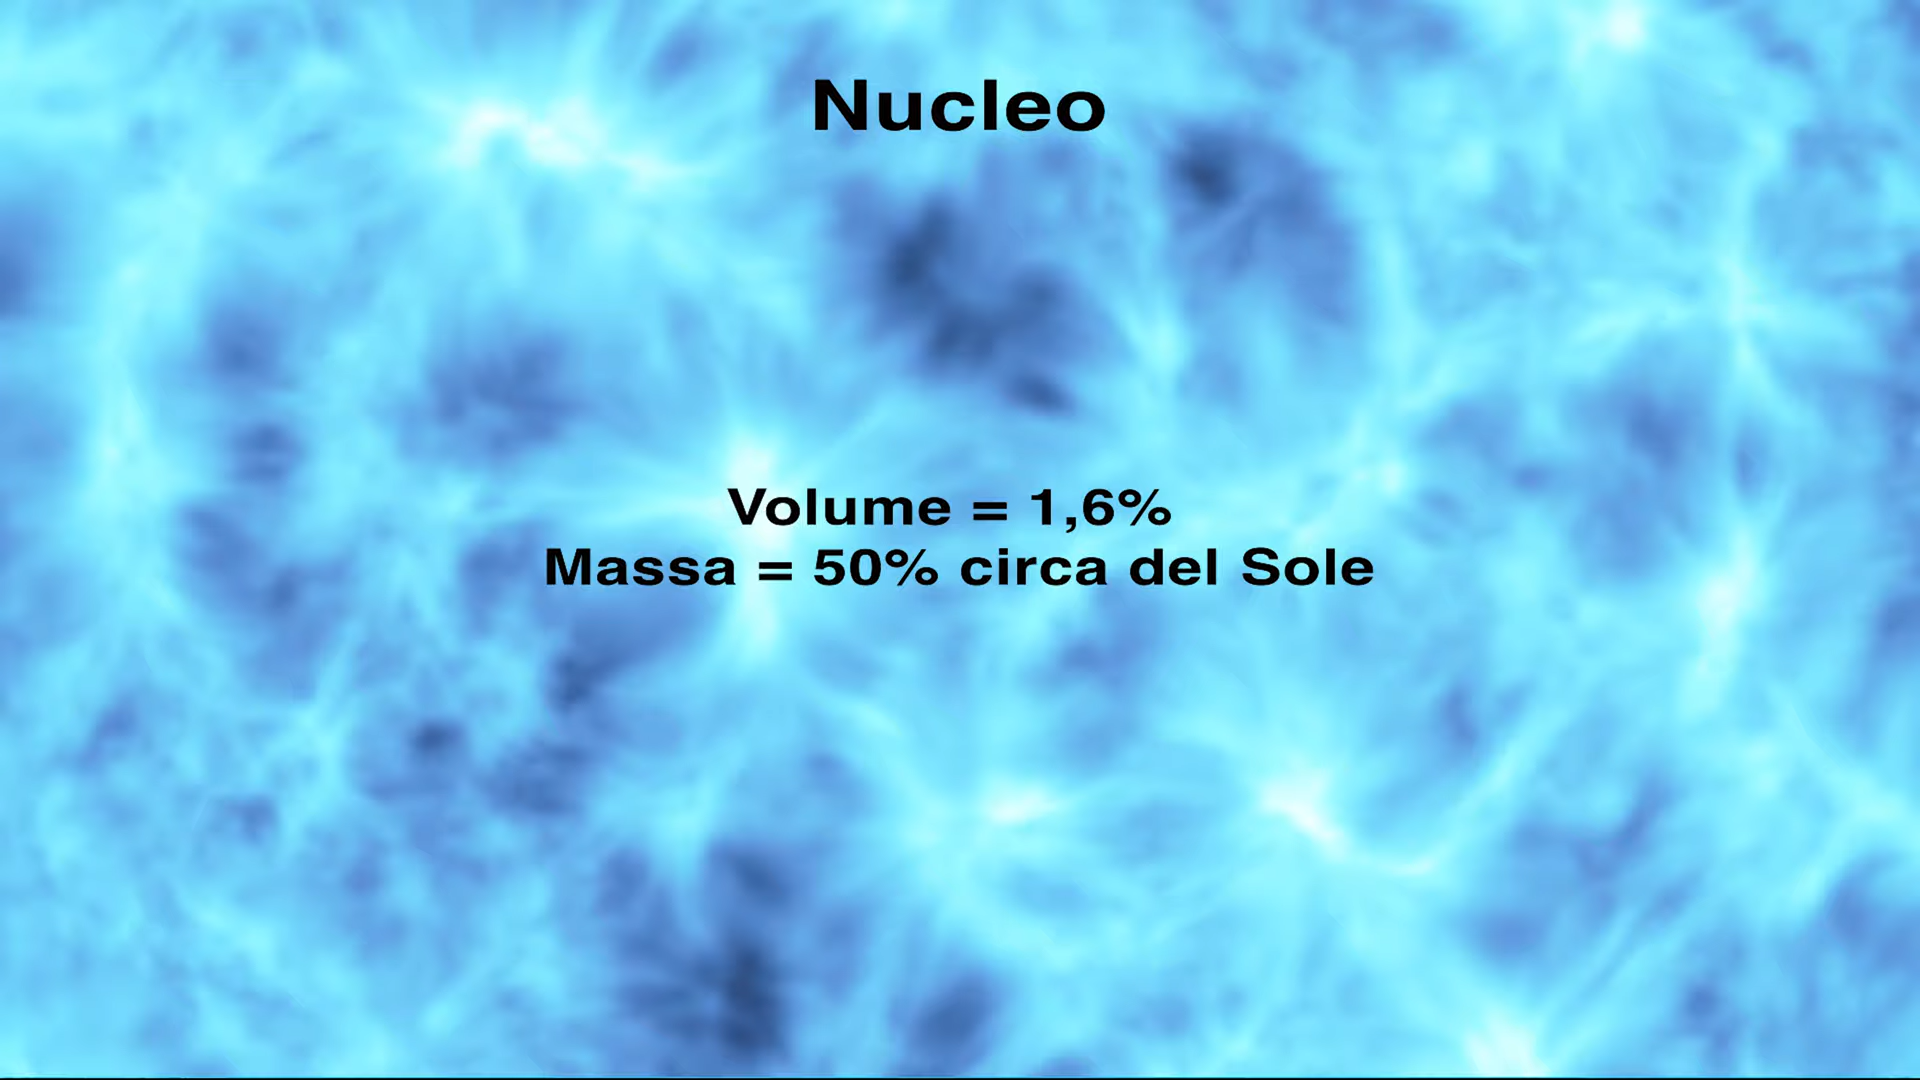 Nucleo
Volume = 1,6%
Massa = 50% circa del Sole